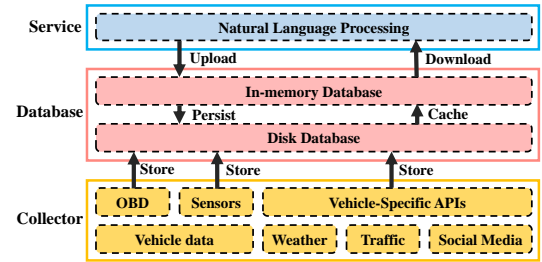 Service
Natural Language Processing
Upload
Download
Database
In-memory Database
Persist
Cache
Disk Database
Store
Store
Store
Collector
OBD
Sensors
Vehicle-Specific APIs
Vehicle data
Weather
Traffic
Social Media